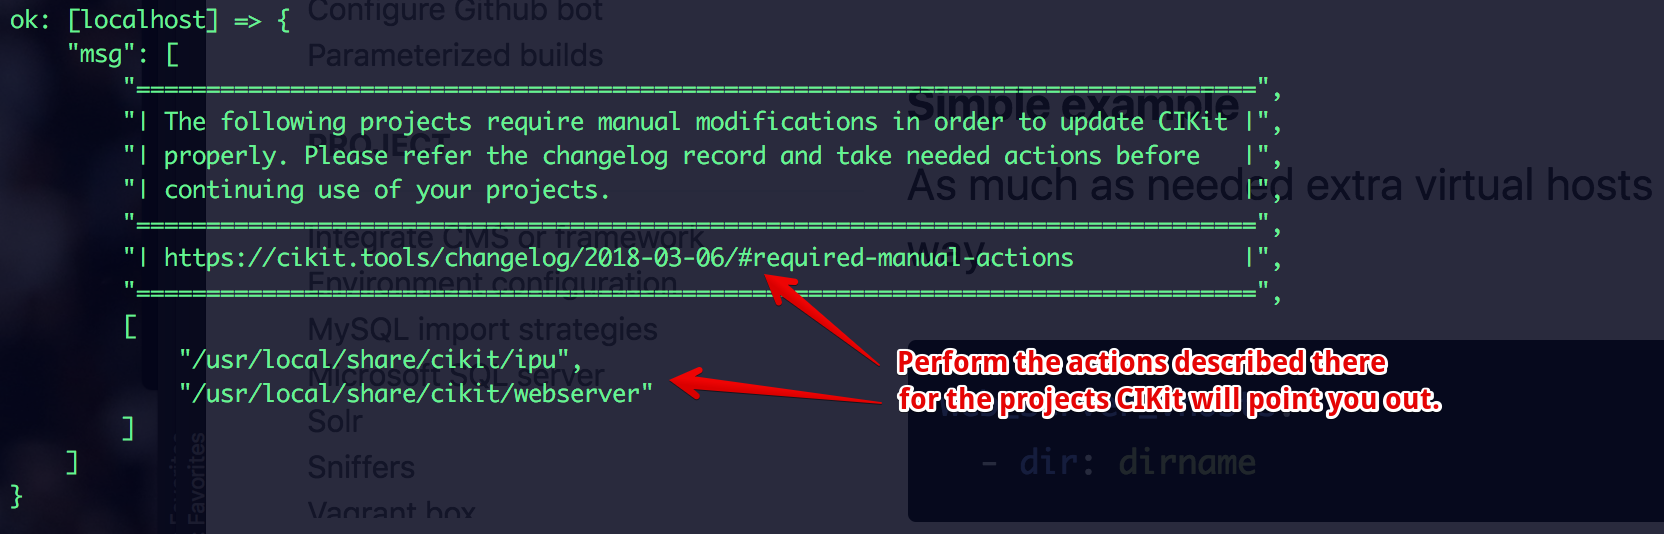 ok: [localhost] => {
"msg": [
"================================================================================",
"| The following projects require manual modifications in order to update CIKit |",
"| properly. Please refer the changelog record and take needed actions before |",
"| continuing use of your projects. |",
"================================================================================",
"| https://cikit.tools/changelog/2018-03-06/#required-manual-actions |",
"================================================================================",
[
"/usr/local/share/cikit/ipu",
"/usr/local/share/cikit/webserver"
]
]
}
Perform the actions described there
for the projects CIKit will point you out.
Configure Github bot
Parameterized builds
PROJECT
Integrate CMS or framework
Environment configuration
MySQL import strategies
Microsoft SQL server
Solr
Sniffers
Vagrant box
Simple example
As much as needed extra virtual hosts
way
- dir: dirname
Favorites
Favorites